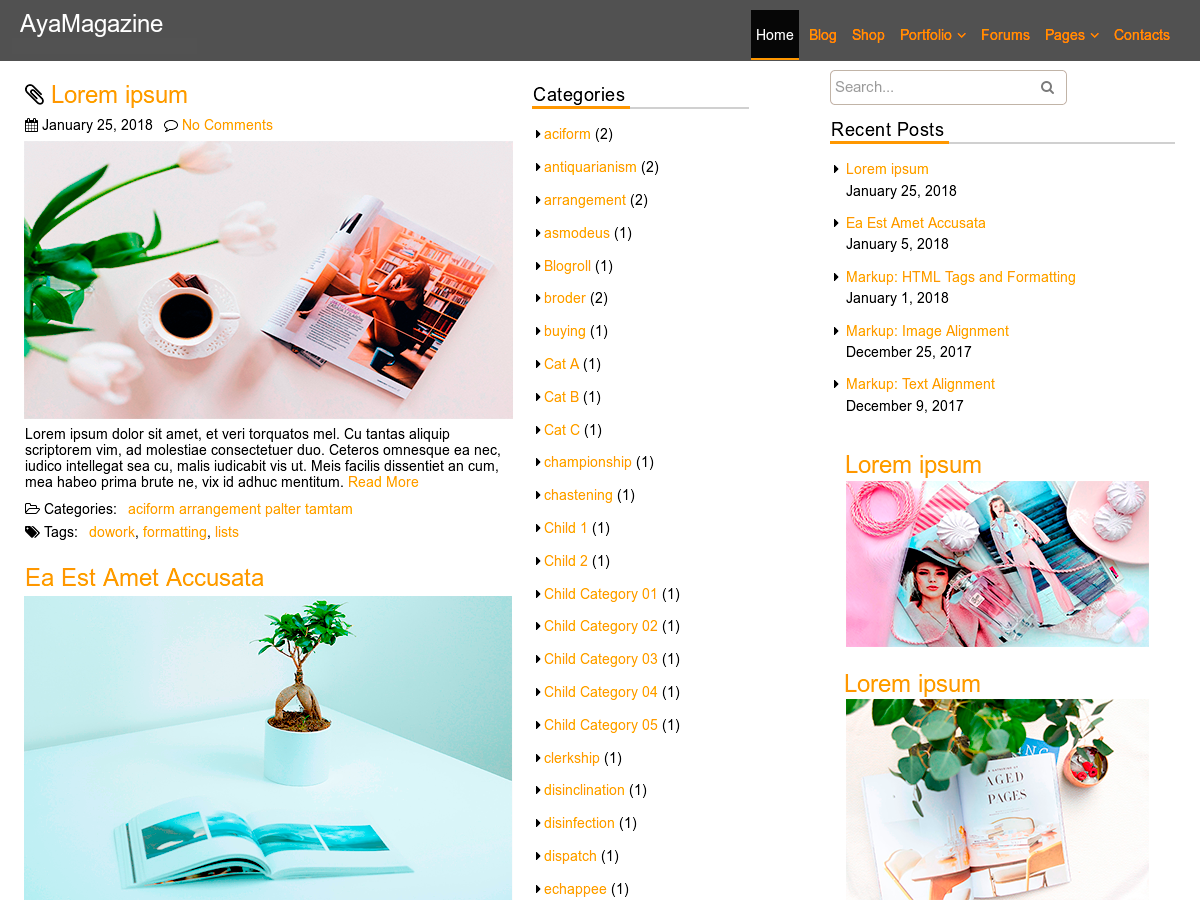 AyaMagazine
Home Blog Shop Portfolio Forums Pages Contacts
Lorem ipsum
January 25, 2018 No Comments
Lorem ipsum dolor sit amet, et veri torquatos mel. Cu tantas aliquip
scriptorem vim, ad molestiae consectetuer duo. Ceteros omnesque ea nec,
iudico intellegat sea cu, malis iudicabit vis ut. Meis facilis dissentiet an cum,
mea habeo prima brute ne, vix id adhuc mentitum. Read More
Categories: aciform arrangement palter tamtam
Tags: dowork, formatting, lists
Ea Est Amet Accusata
Categories
aciform (2)
antiquarianism (2)
arrangement (2)
asmodeus (1)
Blogroll (1)
broder (2)
buying (1)
Cat A (1)
Cat B (1)
Cat C (1)
championship (1)
chastening (1)
Child 1 (1)
Child 2 (1)
Child Category 01 (1)
Child Category 02 (1)
Child Category 03 (1)
Child Category 04 (1)
Child Category 05 (1)
clerkship (1)
disinclination (1)
disinfection (1)
dispatch (1)
echappee (1)
Search...
Recent Posts
Lorem ipsum
January 25, 2018
Ea Est Amet Accusata
January 5, 2018
Markup: HTML Tags and Formatting
January 1, 2018
Markup: Image Alignment
December 25, 2017
Markup: Text Alignment
December 9, 2017
Lorem ipsum
Lorem ipsum
AGED
PAGES